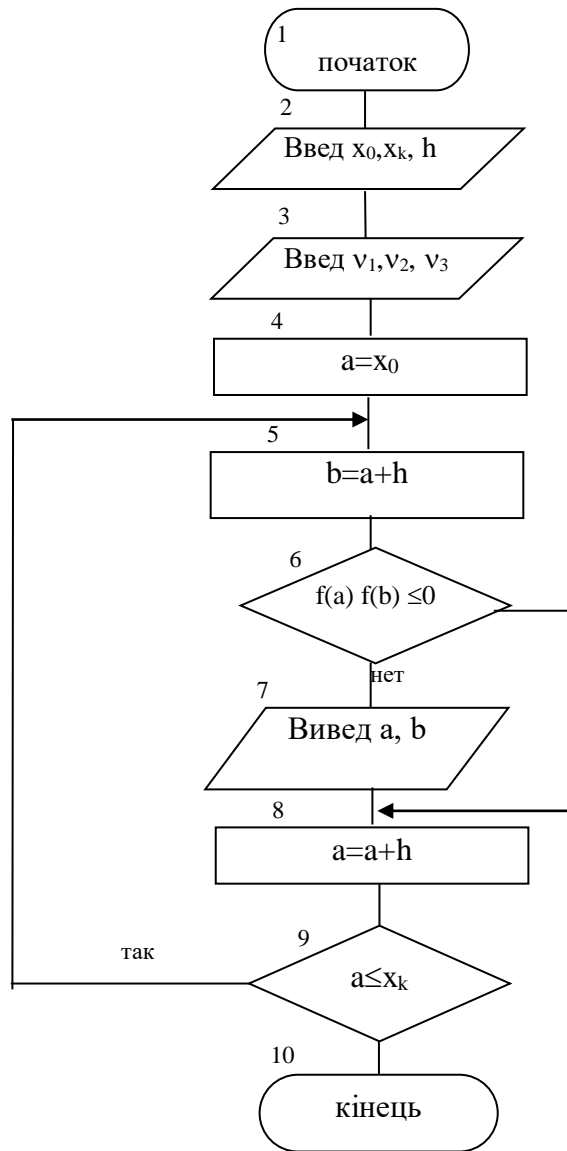 1
початок
2
Введ x₀,xₖ, h
3
Введ ν₁,ν₂, ν₃
4
a=x₀
5
b=a+h
6
f(a) f(b) ≤0
нет
7
Вивед a, b
8
a=a+h
9
так
a≤xₖ
10
кінець